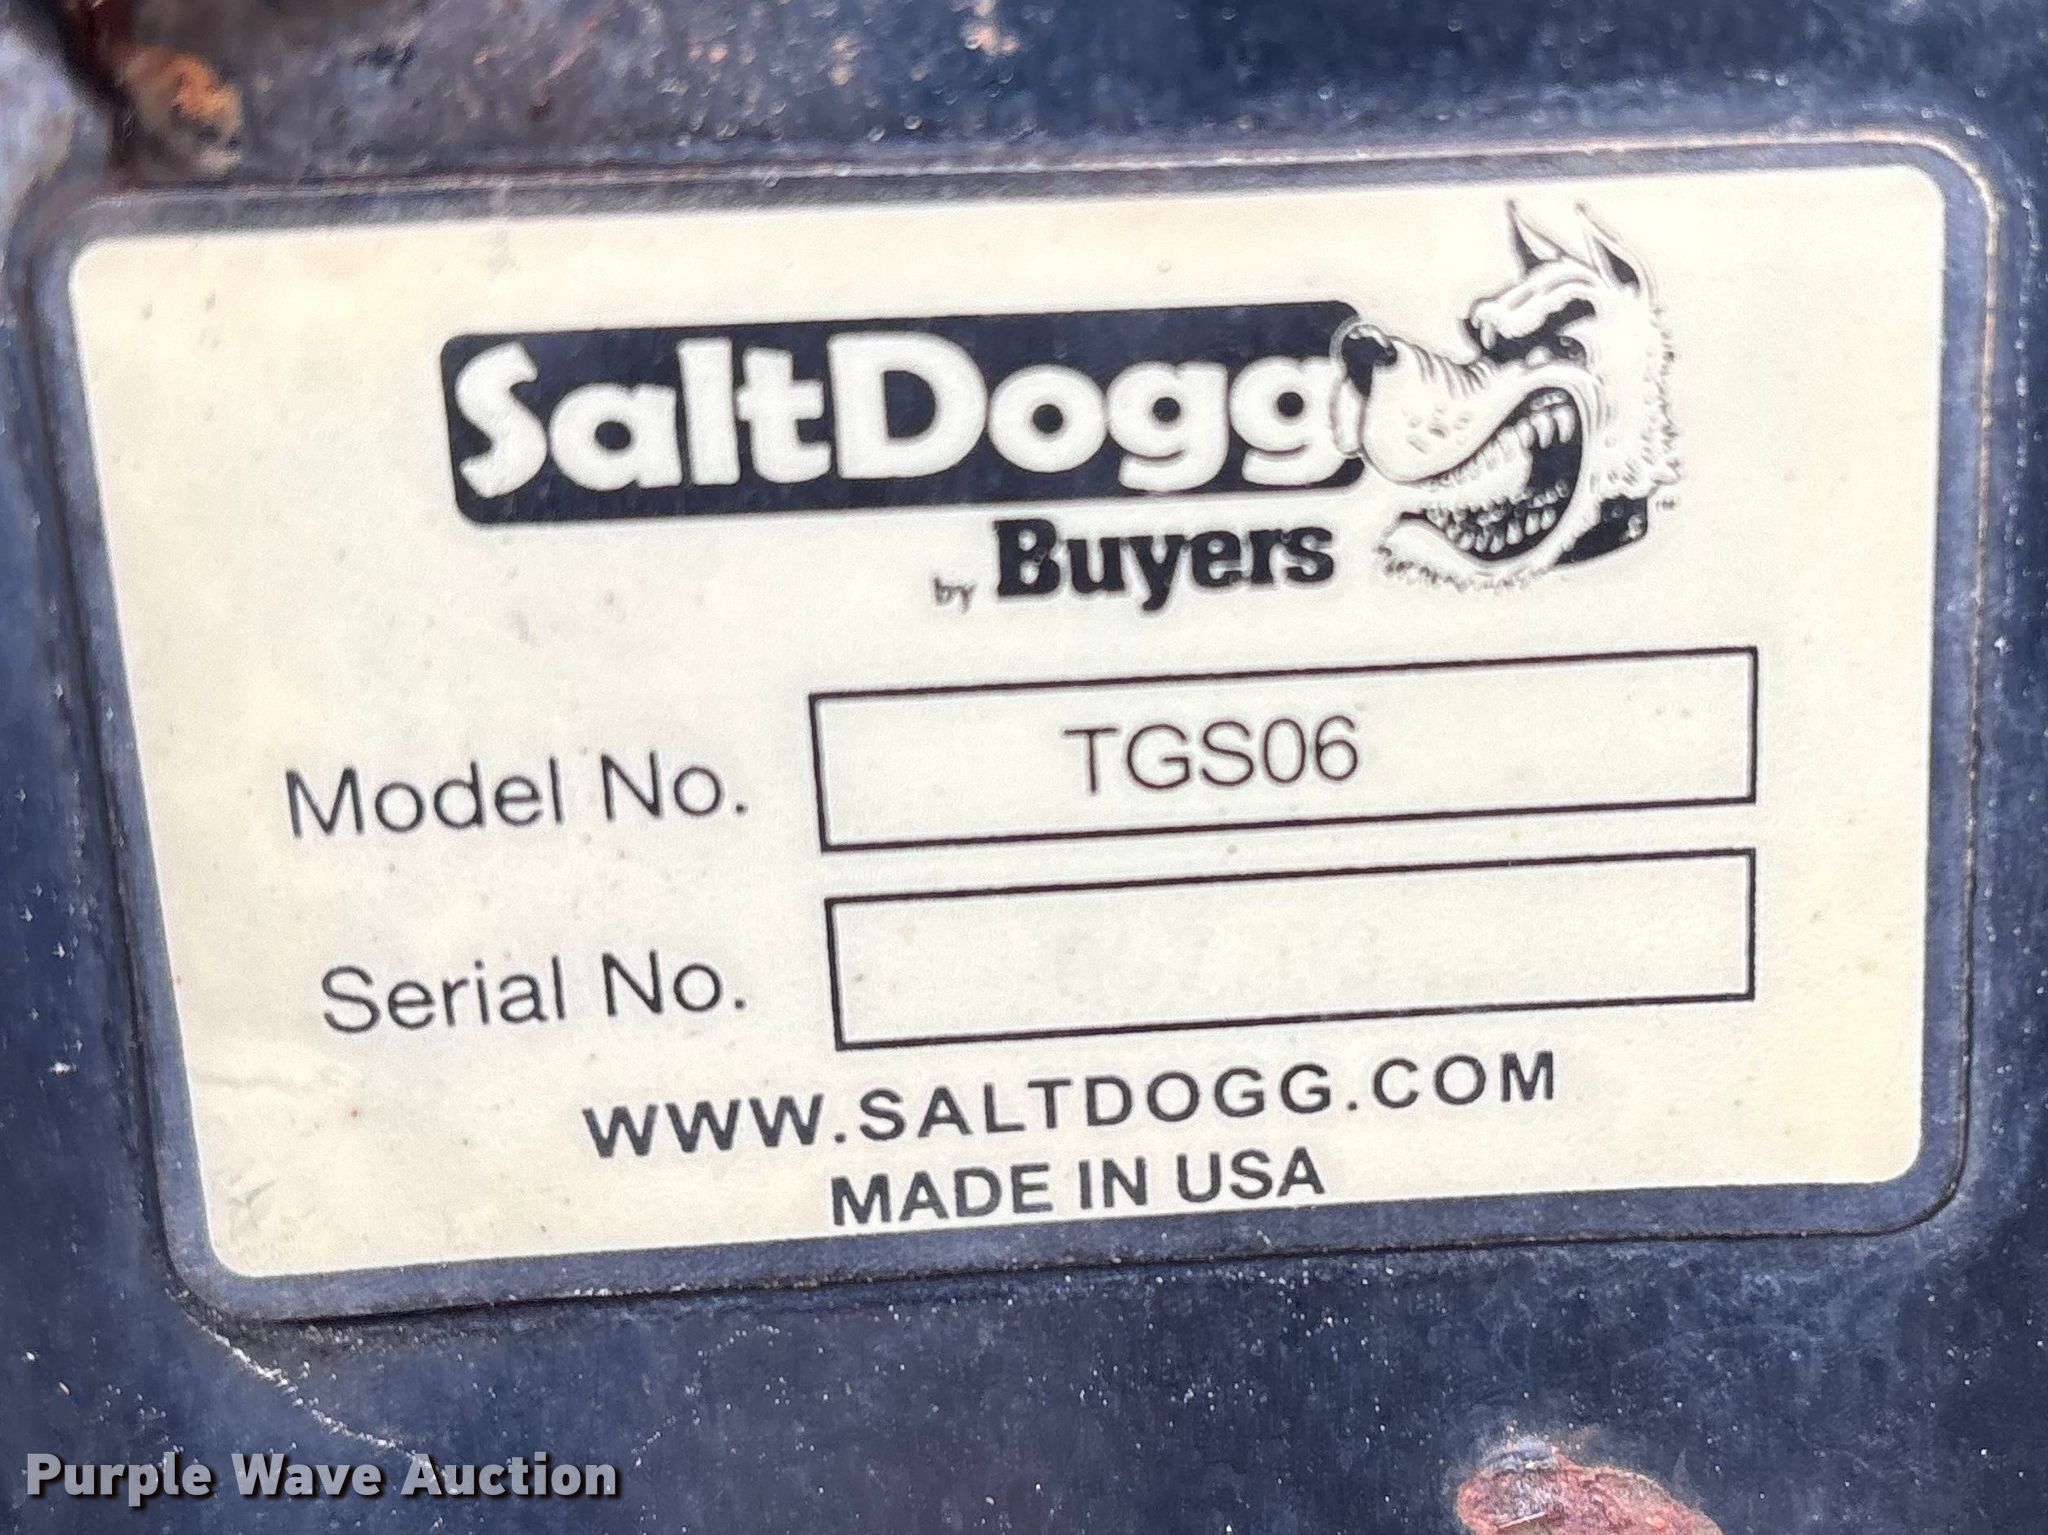 SaltDogg
by Buyers
Model No. TGS06
Serial No.
WWW.SALTDOGG.COM
MADE IN USA
Purple Wave Auction